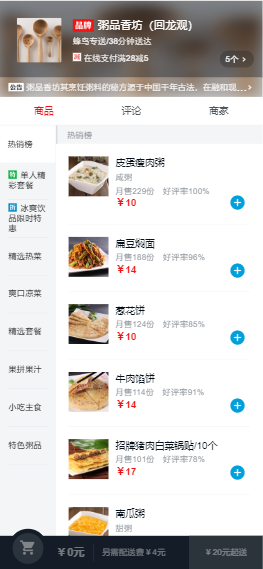 品牌 粥品香坊（回龙观）
蜂鸟专送/38分钟送达
减 在线支付满28减5
5个 >
公告 粥品香坊其烹饪粥料的秘方源于中国千年古法，在融和现... >
商品 评论 商家
热销榜
特 单人精
彩套餐
折 冰爽饮
品限时特
惠
精选热菜
爽口凉菜
精选套餐
果拼果汁
小吃主食
特色粥品
热销榜
皮蛋瘦肉粥
咸粥
月售229份 好评率100%
￥10
扁豆焖面
月售188份 好评率96%
￥14
葱花饼
月售124份 好评率85%
￥10
牛肉馅饼
月售114份 好评率91%
￥14
招牌猪肉白菜锅贴/10个
月售101份 好评率78%
￥17
南瓜粥
甜粥
￥0元 另需配送费￥4元 ￥20元起送